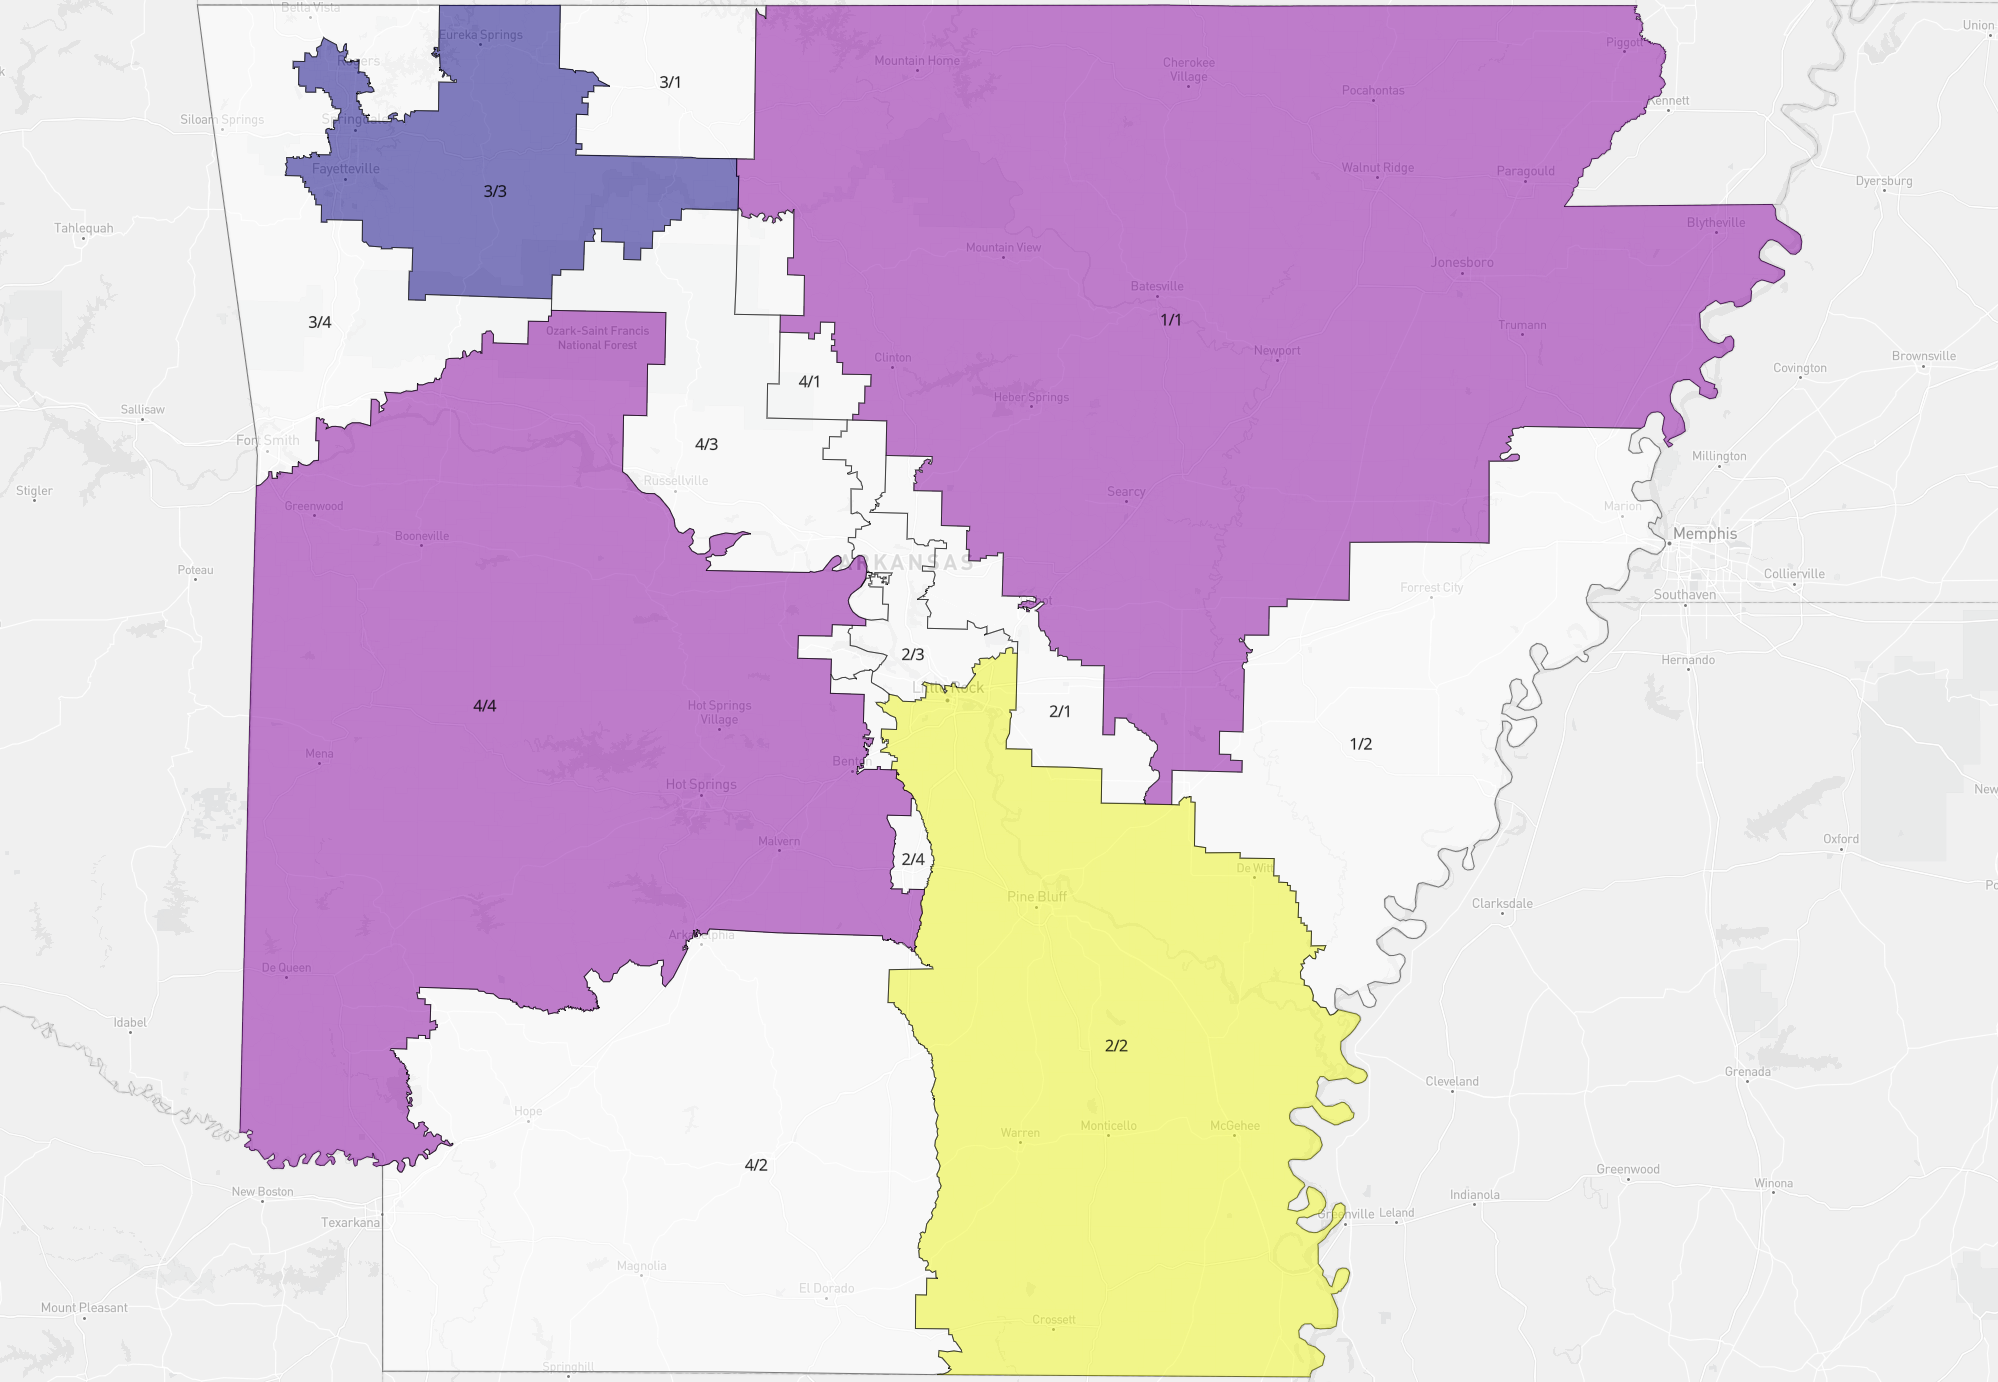 Bella Vista
Eureka Springs
Union
Piggott
Rogers
Mountain Home
Cherokee
Village
3/1
Pocahontas
Kennett
Siloam Springs
Springdale
Fayetteville
3/3
Walnut Ridge
Paragould
Dyersburg
Tahlequah
Blytheville
Mountain View
Jonesboro
Batesville
3/4
Ozark-Saint Francis
National Forest
1/1
Trumann
Newport
Brownsville
Clinton
Covington
4/1
Heber Springs
Sallisaw
Fort Smith
4/3
Millington
Stigler
Russellville
Searcy
Greenwood
Marion
Booneville
Memphis
ARKANSAS
Poteau
Collierville
Forrest City
Southaven
2/3
Hernando
Little Rock
4/4
Hot Springs
Village
2/1
1/2
Mena
Benton
Hot Springs
New
Malvern
Oxford
2/4
De Witt
Pine Bluff
Clarksdale
Arkadelphia
De Queen
Idabel
2/2
Grenada
Cleveland
Hope
Warren
Monticello
McGehee
4/2
Greenwood
Winona
New Boston
Indianola
Texarkana
Greenville
Leland
Magnolia
El Dorado
Mount Pleasant
Crossett
Springhill